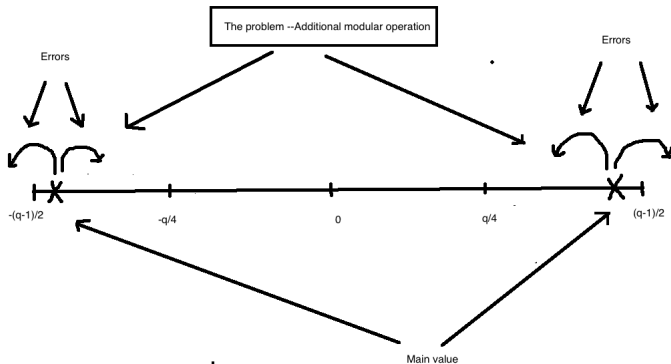 The problem --Additional modular operation
Errors
Errors
-(q-1)/2
-q/4
0
q/4
(q-1)/2
Main value